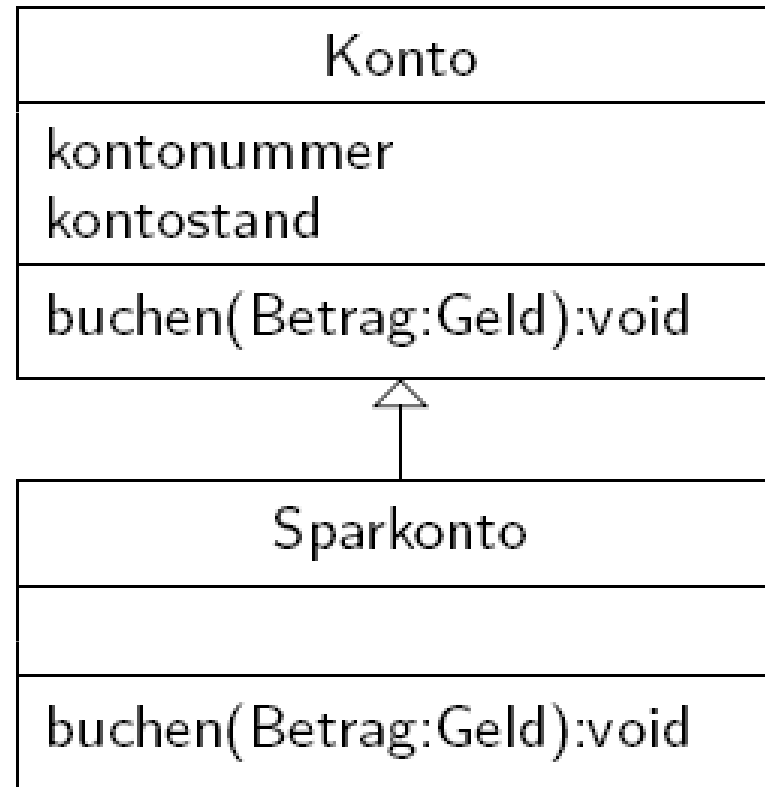 Konto
kontonummer
kontostand
buchen(Betrag:Geld):void
Sparkonto
buchen(Betrag:Geld):void